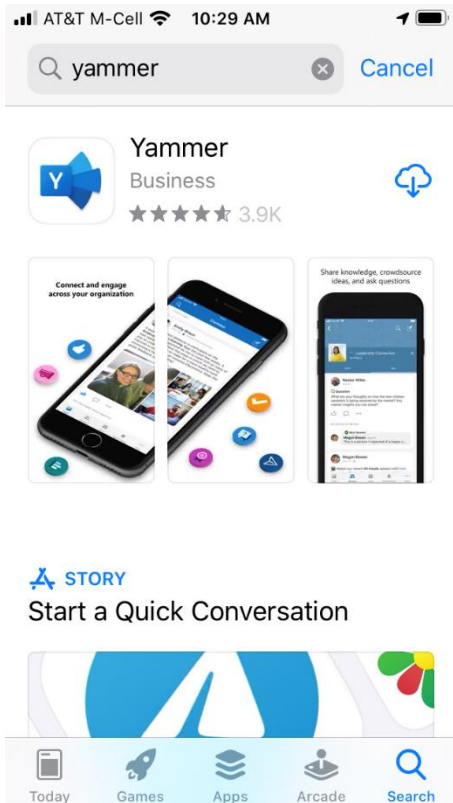 AT&T M-Cell 10:29 AM
yammer
Cancel
Y
Yammer
Business
3.9K
Connect and engage
across your organization
Share knowledge, crowdsource
ideas, and ask questions
STORY
Start a Quick Conversation
Today Games Apps Arcade Search